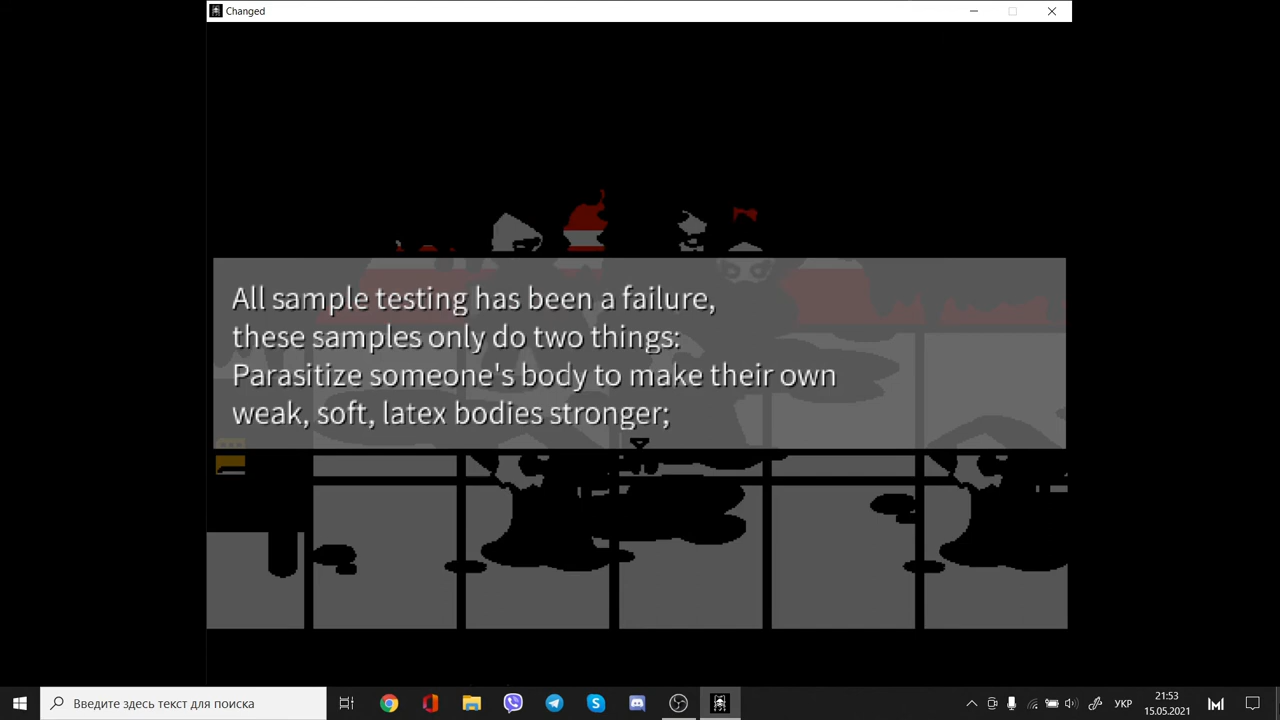 Changed
All sample testing has been a failure,
these samples only do two things:
Parasitize someone's body to make their own
weak, soft, latex bodies stronger;
Введите здесь текст для поиска
УКР
21:53
15.05.2021